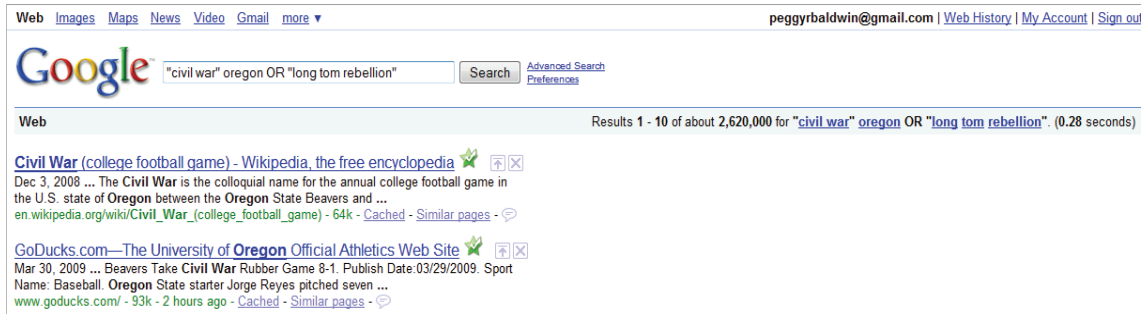 Web Images Maps News Video Gmail more ▼ peggyrbaldwin@gmail.com | Web History | My Account | Sign out
Google "civil war" oregon OR "long tom rebellion" Search Advanced Search
Preferences
Web Results 1 - 10 of about 2,620,000 for "civil war" oregon OR "long tom rebellion". (0.28 seconds)
Civil War (college football game) - Wikipedia, the free encyclopedia
Dec 3, 2008 ... The Civil War is the colloquial name for the annual college football game in
the U.S. state of Oregon between the Oregon State Beavers and ...
en.wikipedia.org/wiki/Civil_War_(college_football_game) - 64k - Cached - Similar pages -
GoDucks.com—The University of Oregon Official Athletics Web Site
Mar 30, 2009 ... Beavers Take Civil War Rubber Game 8-1. Publish Date:03/29/2009. Sport
Name: Baseball. Oregon State starter Jorge Reyes pitched seven ...
www.goducks.com/ - 93k - 2 hours ago - Cached - Similar pages -